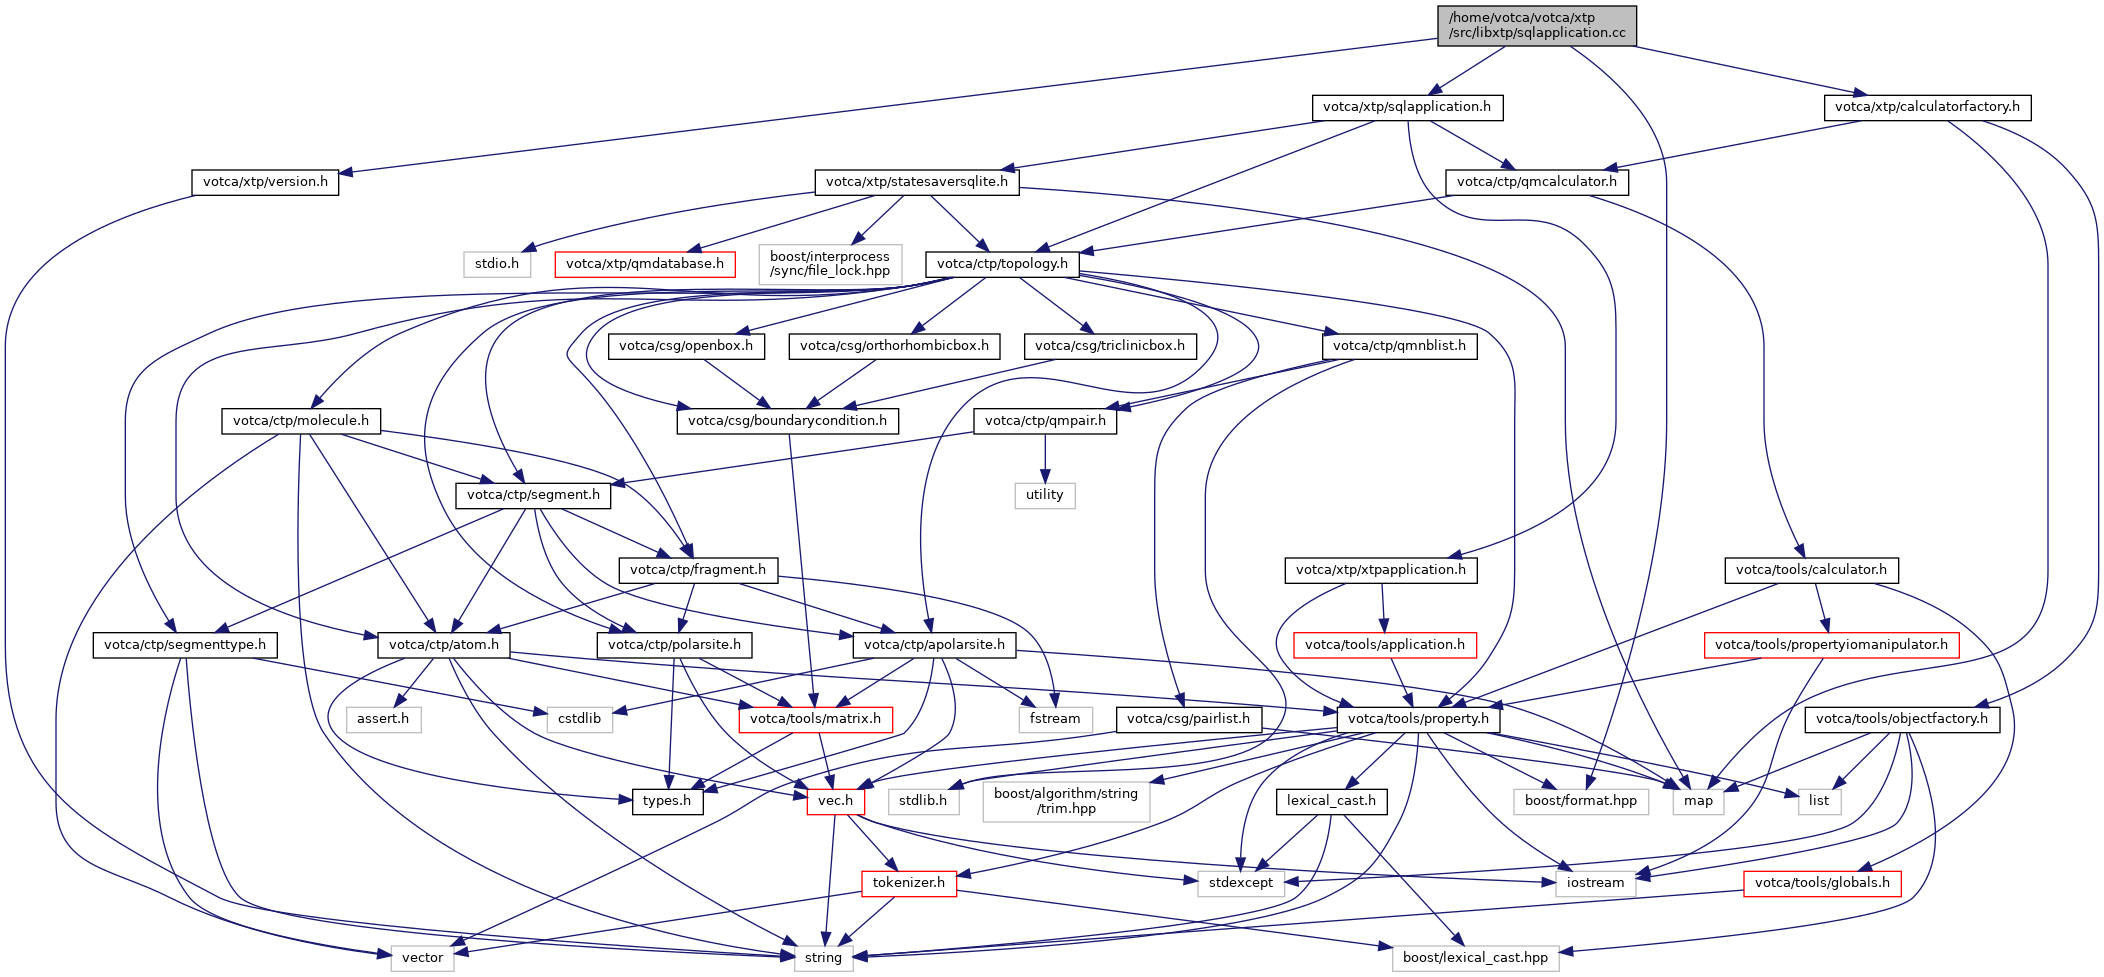 /home/votca/votca/xtp
/src/libxtp/sqlapplication.cc
votca/xtp/sqlapplication.h
votca/xtp/calculatorfactory.h
votca/xtp/version.h
votca/xtp/statesaversqlite.h
votca/ctp/qmcalculator.h
stdio.h
votca/xtp/qmdatabase.h
boost/interprocess
/sync/file_lock.hpp
votca/ctp/topology.h
votca/csg/openbox.h
votca/csg/orthorhombicbox.h
votca/csg/triclinicbox.h
votca/ctp/qmnblist.h
votca/ctp/molecule.h
votca/csg/boundarycondition.h
votca/ctp/qmpair.h
votca/ctp/segment.h
utility
votca/ctp/fragment.h
votca/xtp/xtpapplication.h
votca/tools/calculator.h
votca/ctp/segmenttype.h
votca/ctp/atom.h
votca/ctp/polarsite.h
votca/ctp/apolarsite.h
votca/tools/application.h
votca/tools/propertyiomanipulator.h
assert.h
cstdlib
votca/tools/matrix.h
fstream
votca/csg/pairlist.h
votca/tools/property.h
votca/tools/objectfactory.h
types.h
vec.h
stdlib.h
boost/algorithm/string
/trim.hpp
lexical_cast.h
boost/format.hpp
map
list
tokenizer.h
stdexcept
iostream
votca/tools/globals.h
vector
string
boost/lexical_cast.hpp